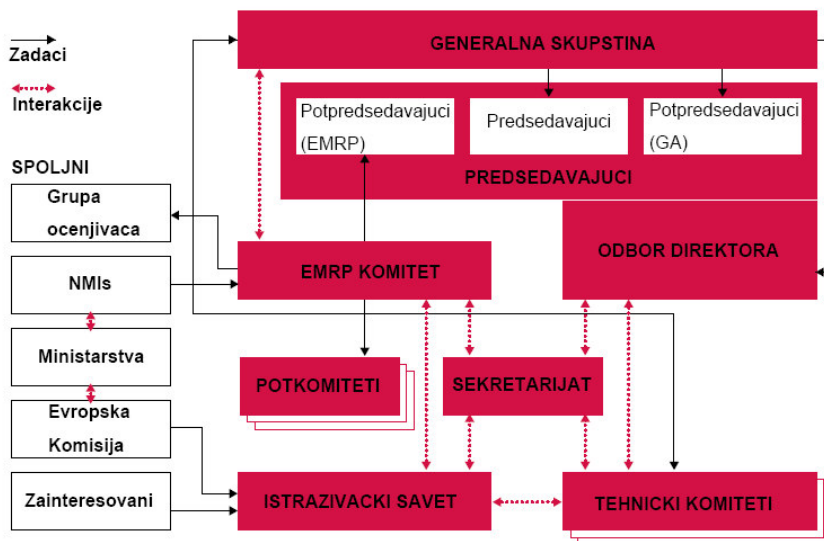 GENERALNA SKUPSTINA
Zadaci
Interakcije
Potpredsedavajuci
(EMRP)
Predsedavajuci
Potpredsedavajuci
(GA)
PREDSEDAVAJUCI
SPOLJNI
Grupa
ocenjivaca
EMRP KOMITET
ODBOR DIREKTORA
NMIs
Ministarstva
POTKOMITETI
SEKRETARIJAT
Evropska
Komisija
Zainteresovani
ISTRAZIVACKI SAVET
TEHNICKI KOMITETI